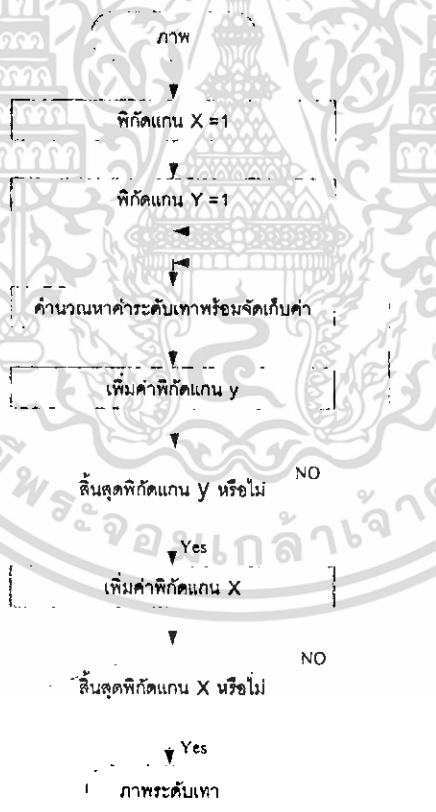 ภาพ
พิกัดแกน X =1
พิกัดแกน Y =1
คำนวณหาค่าระดับเทาพร้อมจัดเก็บค่า
เพิ่มค่าพิกัดแกน y
สิ้นสุดพิกัดแกน y หรือไม่
NO
Yes
เพิ่มค่าพิกัดแกน X
NO
สิ้นสุดพิกัดแกน X หรือไม่
Yes
ภาพระดับเทา